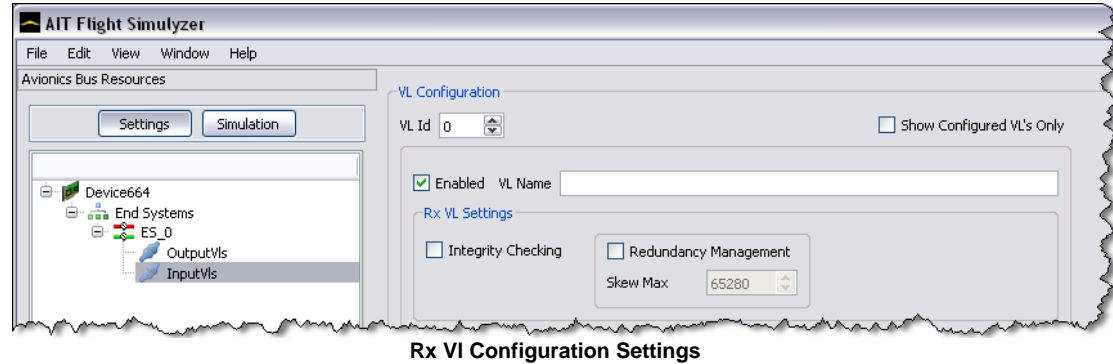 AIT Flight Simulyzer
File Edit View Window Help
Avionics Bus Resources
Settings Simulation
Device664
End Systems
ES_0
OutputVls
InputVls
VL Configuration
VL Id 0 Show Configured VL's Only
Enabled VL Name
Rx VL Settings
Integrity Checking Redundancy Management
Skew Max 65280
Rx Vl Configuration Settings